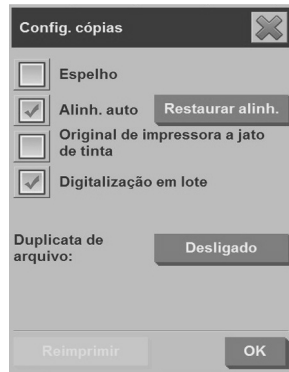 Config. cópias
Espelho
Alinh. auto
Restaurar alinh.
Original de impressora a jato
de tinta
Digitalização em lote
Duplicata de
arquivo:
Desligado
Reimprimir
OK